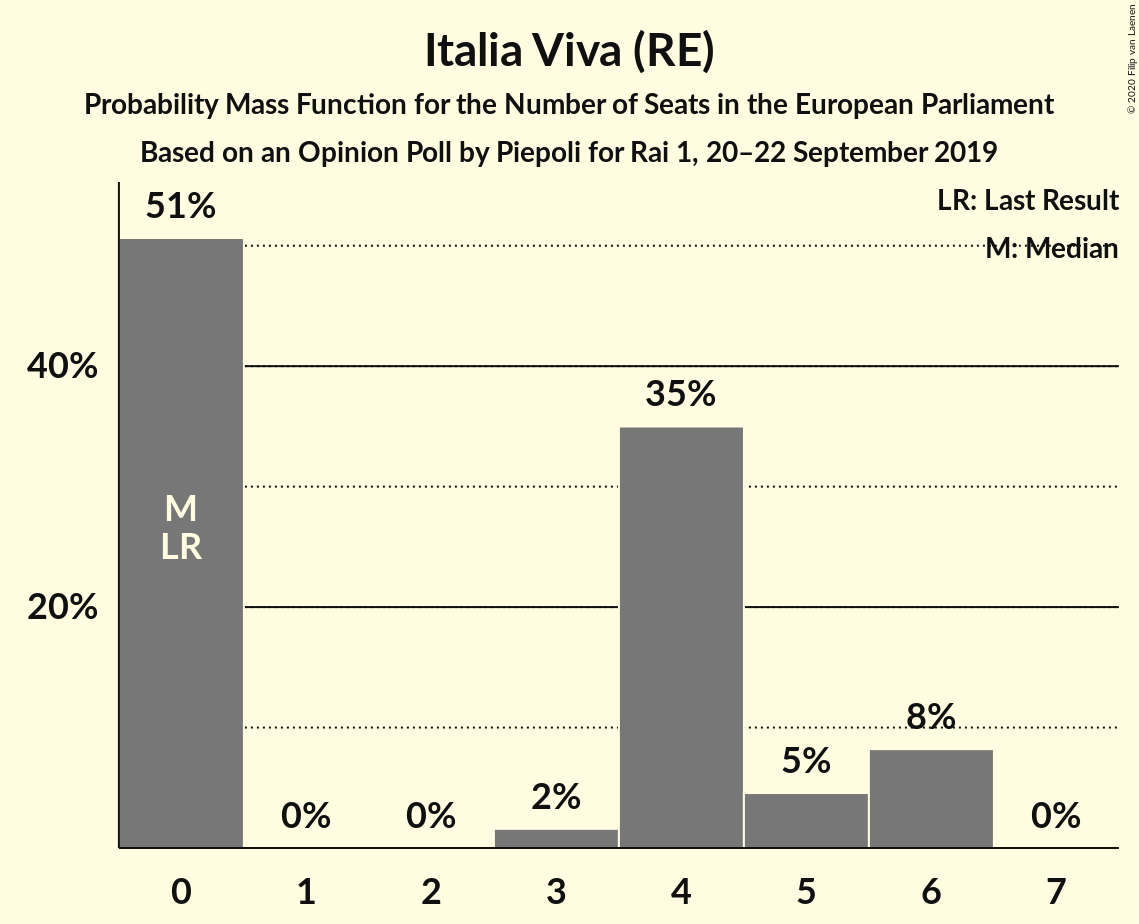 Italia Viva (RE)
Probability Mass Function for the Number of Seats in the European Parliament
Based on an Opinion Poll by Piepoli for Rai 1, 20–22 September 2019
© 2020 Filip van Laenen
LR: Last Result
M: Median
51%
40%
35%
M
LR
20%
8%
5%
2%
0%
0%
0%
0 1 2 3 4 5 6 7